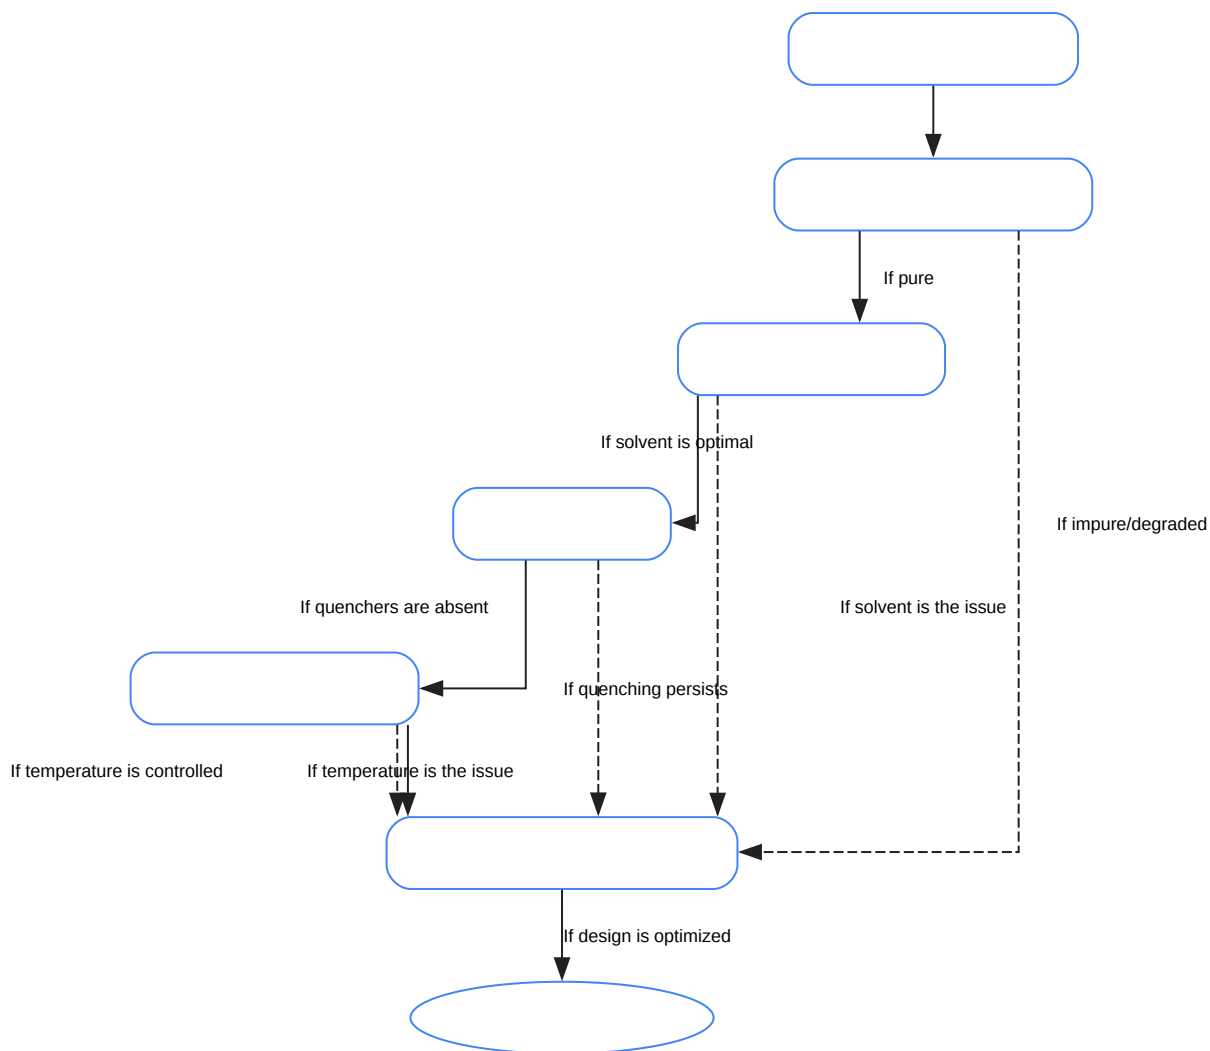 If pure
If solvent is optimal
If impure/degraded
If quenchers are absent
If solvent is the issue
If quenching persists
If temperature is controlled
If temperature is the issue
If design is optimized